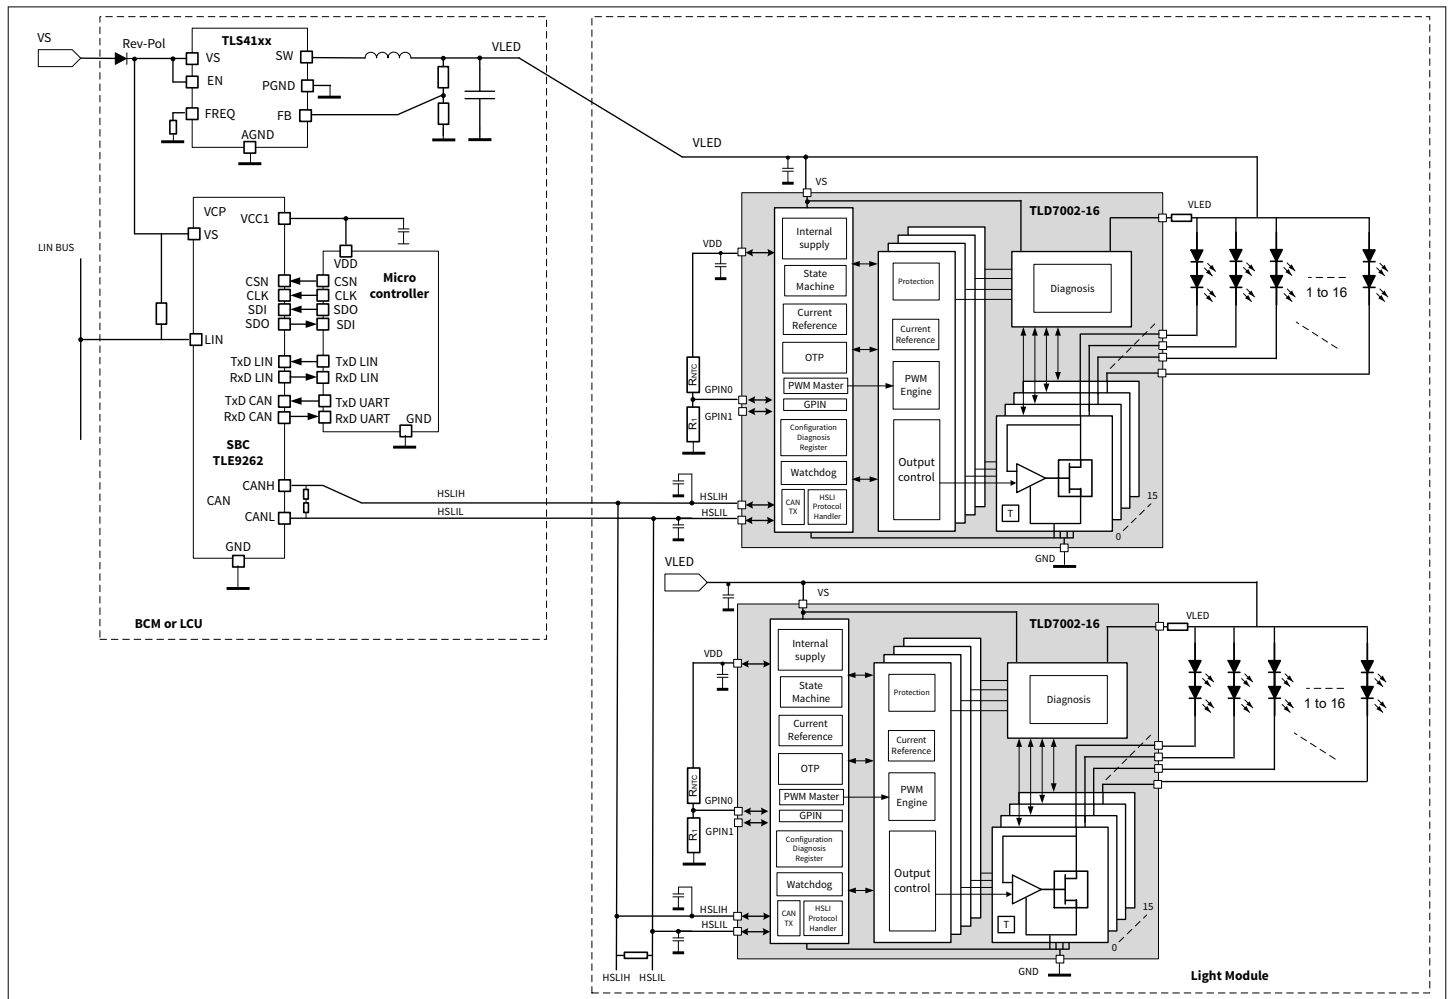 VS
Rev-Pol
TLS41xx
VS
EN
FREQ
AGND
SW
PGND
FB
VLED
LIN BUS
VCP
VS
LIN
VCC1
CSN
CLK
SDI
SDO
TxD LIN
RxD LIN
TxD CAN
RxD CAN
SBC
TLE9262
CANH
CAN
CANL
GND
VDD
Micro
controller
CSN
CLK
SDO
SDI
TxD LIN
RxD LIN
TxD UART
RxD UART
GND
HSLIH
HSLIL
BCM or LCU
VLED
VS
TLD7002-16
VDD
RNTC
GPIN0
GPIN1
R1
HSLIH
HSLIL
Internal
supply
State
Machine
Current
Reference
OTP
PWM Master
GPIN
Configuration
Diagnosis
Register
Watchdog
CAN
TX
HSLI
Protocol
Handler
Protection
Current
Reference
PWM
Engine
Output
control
Diagnosis
T
15
0
GND
VLED
1 to 16
VLED
VS
TLD7002-16
VDD
RNTC
GPIN0
GPIN1
R1
HSLIH
HSLIL
Internal
supply
State
Machine
Current
Reference
OTP
PWM Master
GPIN
Configuration
Diagnosis
Register
Watchdog
CAN
TX
HSLI
Protocol
Handler
Protection
Current
Reference
PWM
Engine
Output
control
Diagnosis
T
15
0
GND
VLED
1 to 16
HSLIH HSLIL
Light Module